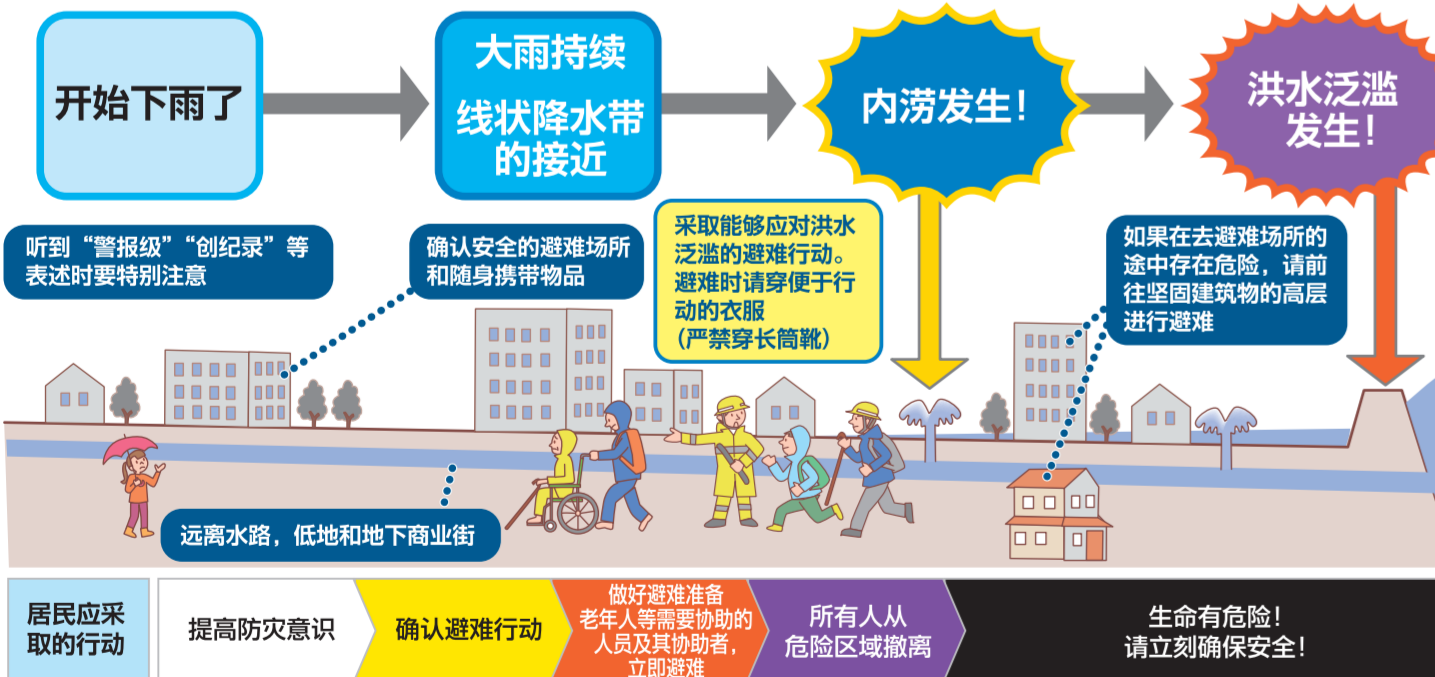 开始下雨了
大雨持续
线状降水带
的接近
内涝发生！
洪水泛滥
发生！
听到“警报级”“创纪录”等
表述时要特别注意
确认安全的避难场所
和随身携带物品
采取能够应对洪水
泛滥的避难行动。
避难时请穿便于行
动的衣服
（严禁穿长筒靴）
如果在去避难场所的
途中存在危险，请前
往坚固建筑物的高层
进行避难
远离水路，低地和地下商业街
居民应采
取的行动
提高防灾意识
确认避难行动
做好避难准备
老年人等需要协助的
人员及其协助者，
立即避难
所有人从
危险区域撤离
生命有危险！
请立刻确保安全！